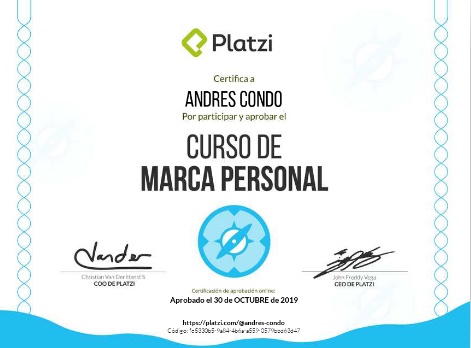 Platzi
Certifica a
ANDRES CONDO
Por participar y aprobar el
CURSO DE
MARCA PERSONAL
Vander
Christian Van Der Henst S.
COO DE PLATZI
John Freddy Vega
CEO DE PLATZI
Certificación de aprobación online:
Aprobado el 30 de OCTUBRE de 2019
https://platzi.com/@andres-condo
Código: